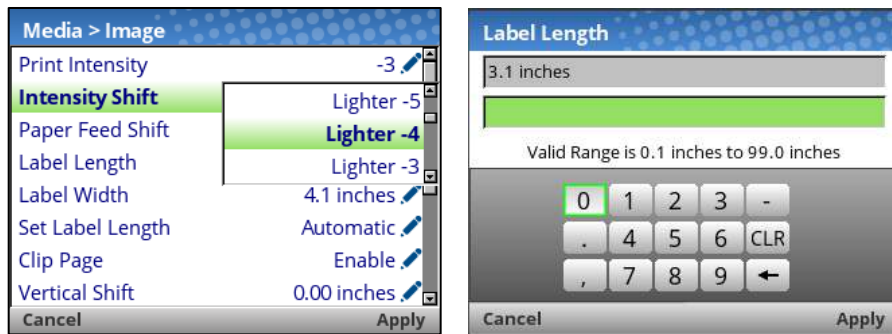 Media > Image
Print Intensity -3
Intensity Shift Lighter -5
Lighter -4
Paper Feed Shift
Label Length Lighter -3
Label Width 4.1 inches
Set Label Length Automatic
Clip Page Enable
Vertical Shift 0.00 inches
Cancel Apply
Label Length
3.1 inches
Valid Range is 0.1 inches to 99.0 inches
0 1 2 3 -
. 4 5 6 CLR
, 7 8 9 ←
Cancel Apply